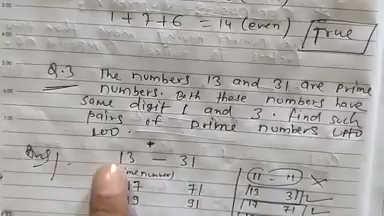 1 + 7 + 6 = 14 (even) True
Q.3 The numbers 13 and 31 are prime
numbers. Both these numbers have
same digit 1 and 3. find such
pairs of prime numbers upto
100.
Ans].
13 — 31
17 71
19 91
11 - 11 ×
13 31
17 71